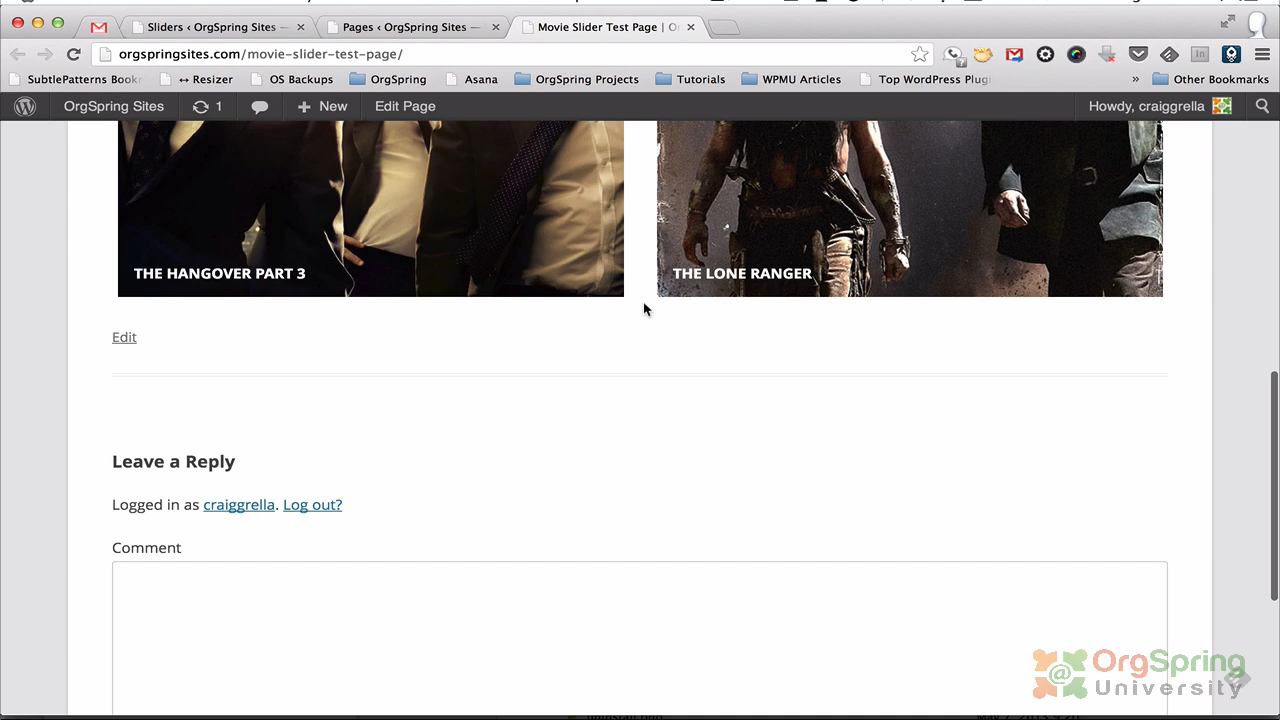 Sliders ‹ OrgSpring Sites —
Pages ‹ OrgSpring Sites —
Movie Slider Test Page | O
orgspringsites.com/movie-slider-test-page/
SubtlePatterns Book
↔ Resizer
OS Backups
OrgSpring
Asana
OrgSpring Projects
Tutorials
WPMU Articles
Top WordPress Plug
»
Other Bookmarks
OrgSpring Sites
1
+ New
Edit Page
Howdy, craiggrella
THE HANGOVER PART 3
THE LONE RANGER
Edit
Leave a Reply
Logged in as craiggrella. Log out?
Comment
@ OrgSpring
University